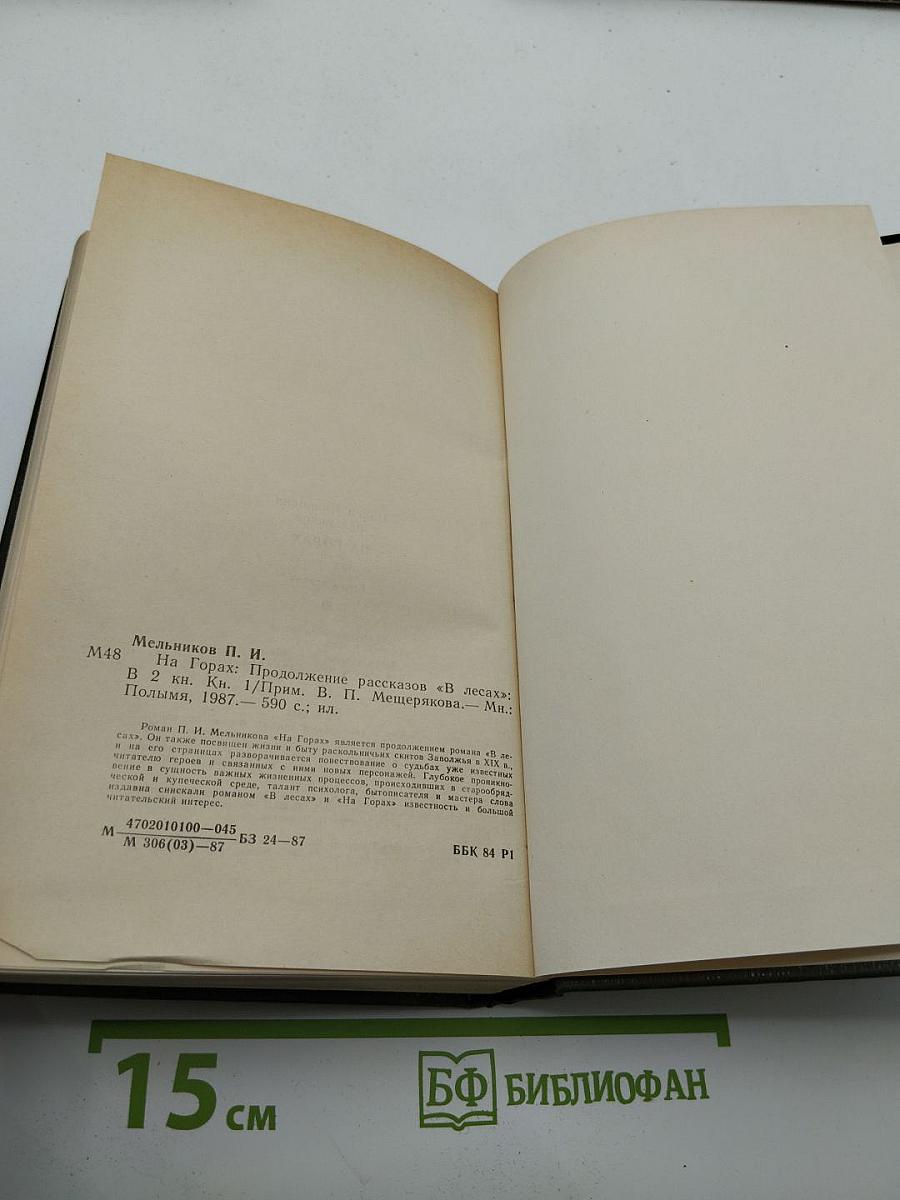 Мельников П. И.
М48 На Горах: Продолжение рассказов «В лесах»:
В 2 кн. Кн. 1/Прим. В. П. Мещерякова.— Мн.:
Полымя, 1987.— 590 с.; ил.
Роман П. И. Мельникова «На Горах» является продолжением романа «В ле-
сах». Он также посвящен жизни и быту раскольничьих скитов Заволжья в XIX в.,
и на его страницах разворачивается повествование о судьбах уже известных
читателю героев и связанных с ними новых персонажей. Глубокое проникно-
вение в сущность важных жизненных процессов, происходивших в старообряд-
ческой и купеческой среде, талант психолога, бытописателя и мастера слова
издавна снискали романом «В лесах» и «На Горах» известность и большой
читательский интерес.
М 4702010100—045 БЗ 24—87
М 306(03)—87
ББК 84 Р1
15 см
БФ БИБЛИОФАН